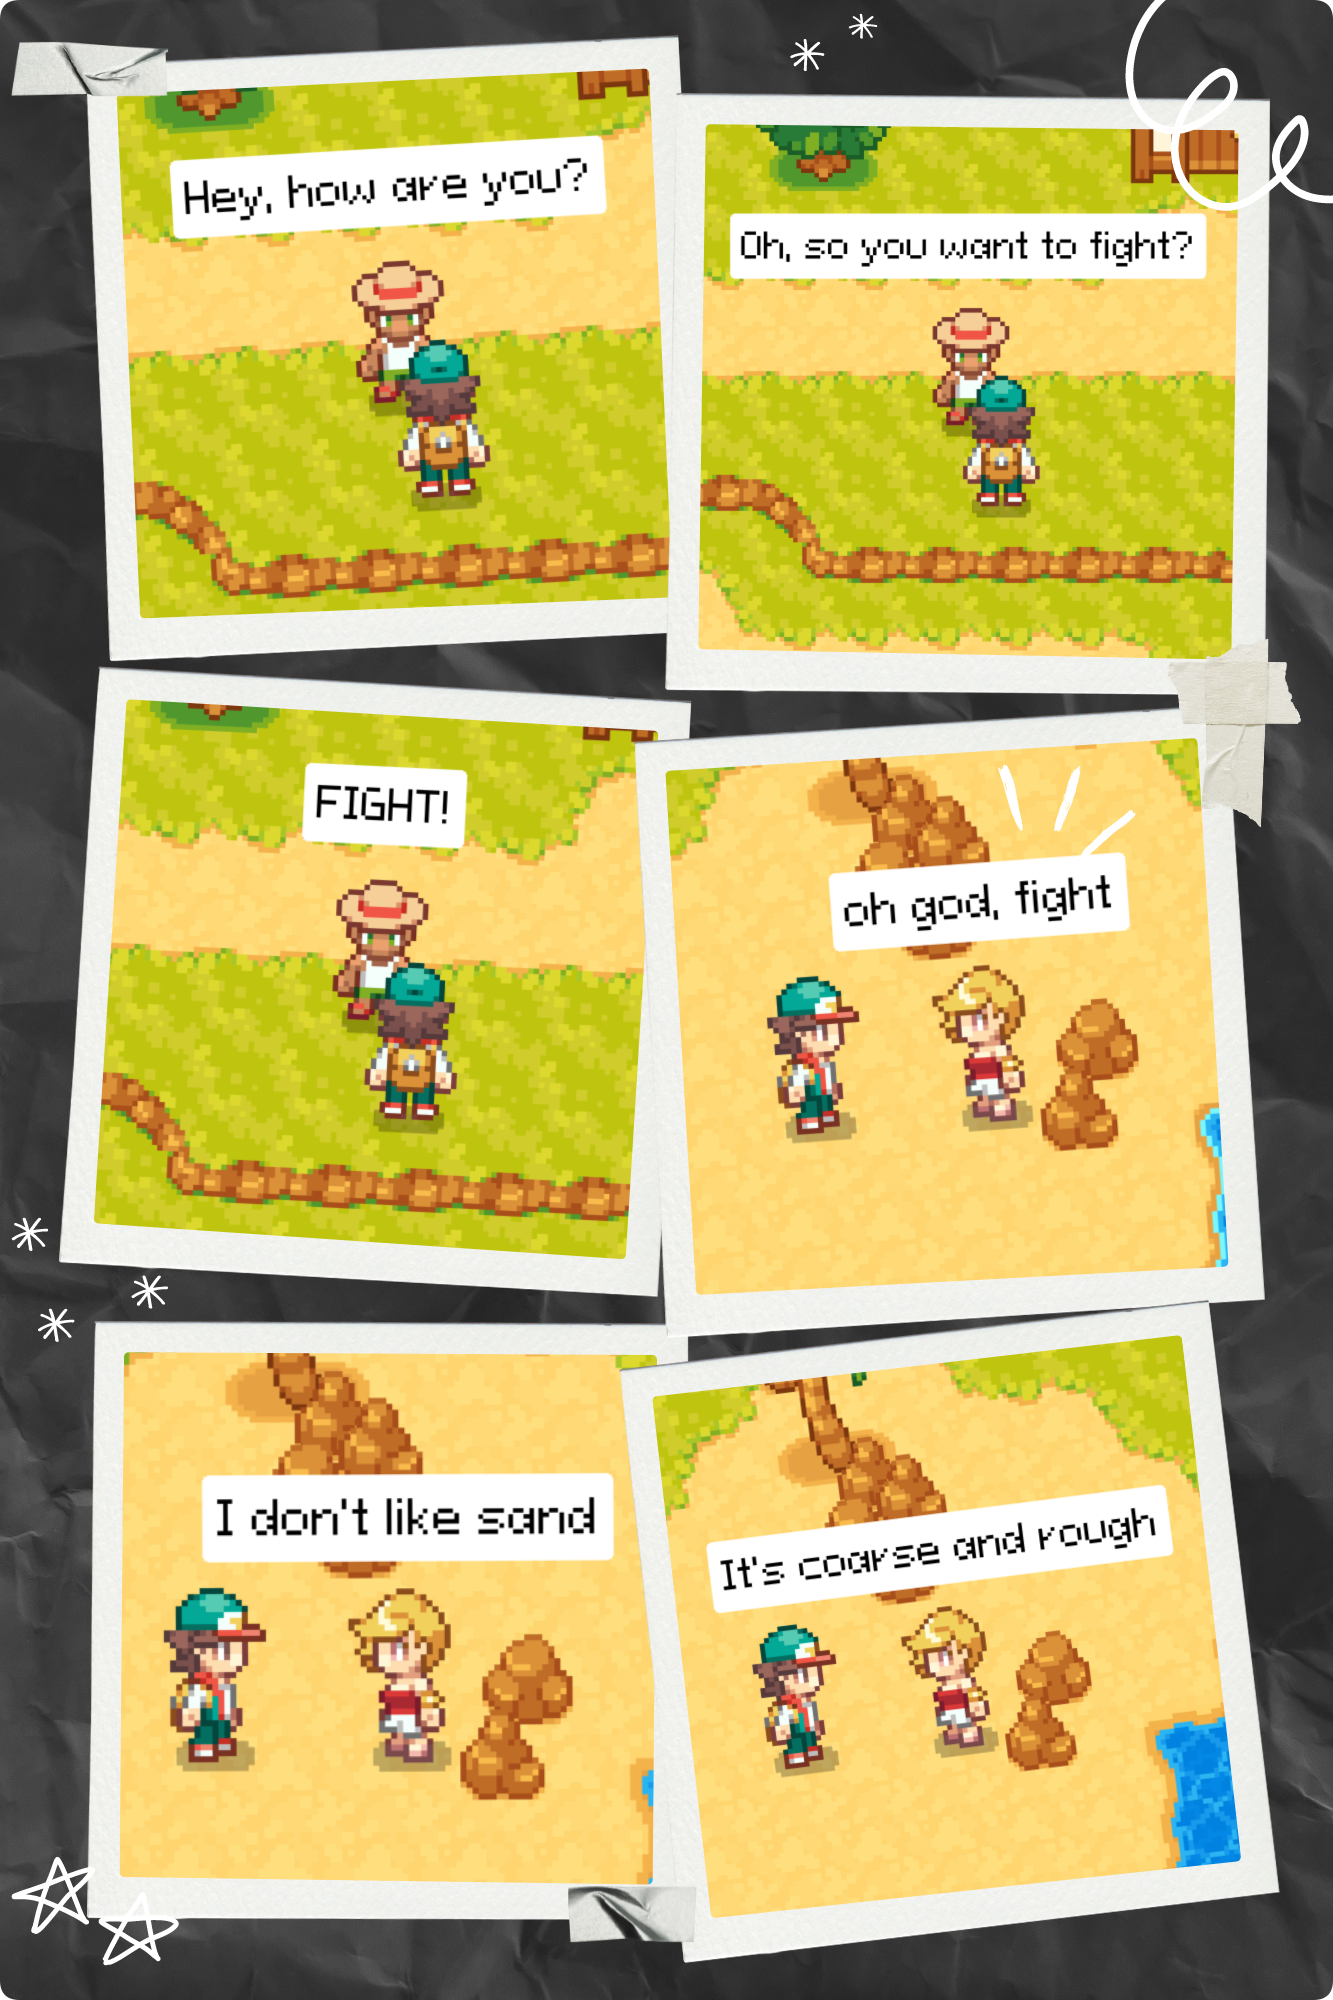 Hey, how are you?
Oh, so you want to fight?
FIGHT!
oh god, fight
I don't like sand
It's coarse and rough